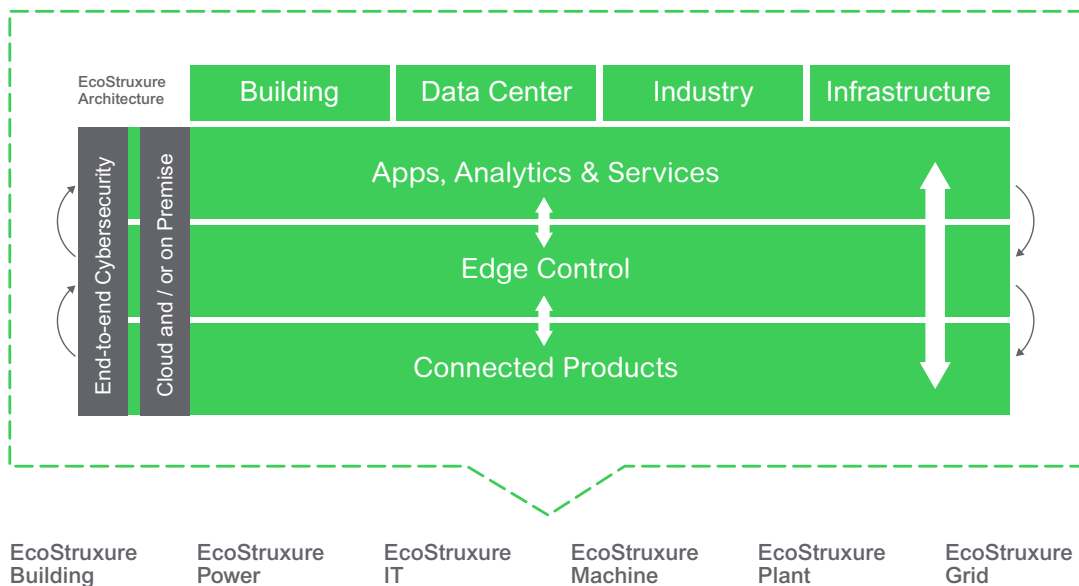 EcoStruxure
Architecture
Building
Data Center
Industry
Infrastructure
End-to-end Cybersecurity
Cloud and / or on Premise
Apps, Analytics & Services
Edge Control
Connected Products
EcoStruxure
Building
EcoStruxure
Power
EcoStruxure
IT
EcoStruxure
Machine
EcoStruxure
Plant
EcoStruxure
Grid